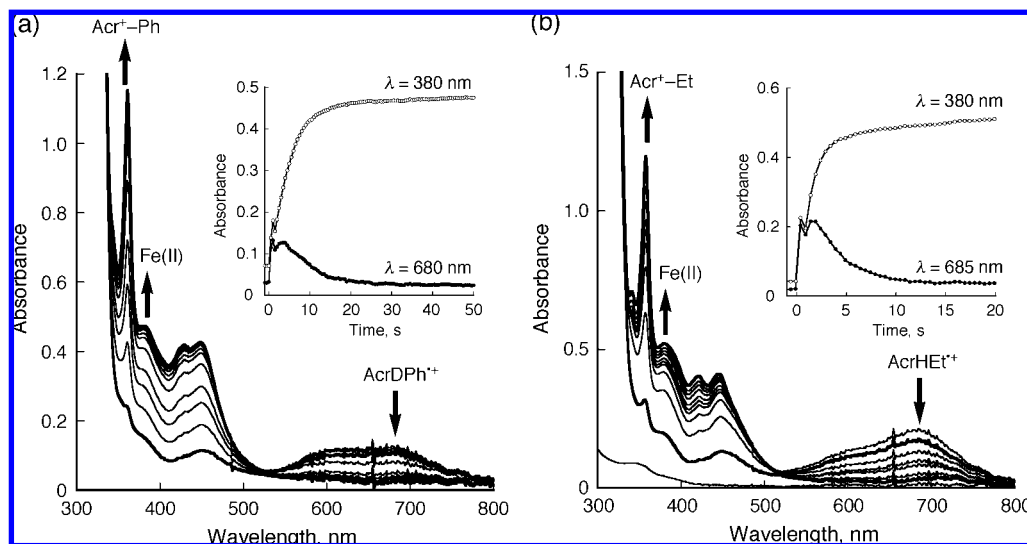 (a)
Acr⁺–Ph
1.2
1.0
0.8
0.6
0.4
0.2
0
Absorbance
Fe(II)
AcrDPh•⁺
300 400 500 600 700 800
Wavelength, nm
0.5
0.4
0.3
0.2
0.1
0
Absorbance
λ = 380 nm
λ = 680 nm
0 10 20 30 40 50
Time, s
(b)
Acr⁺–Et
1.5
1.0
0.5
0
Absorbance
Fe(II)
AcrHEt•⁺
300 400 500 600 700 800
Wavelength, nm
0.6
0.4
0.2
0
Absorbance
λ = 380 nm
λ = 685 nm
0 5 10 15 20
Time, s